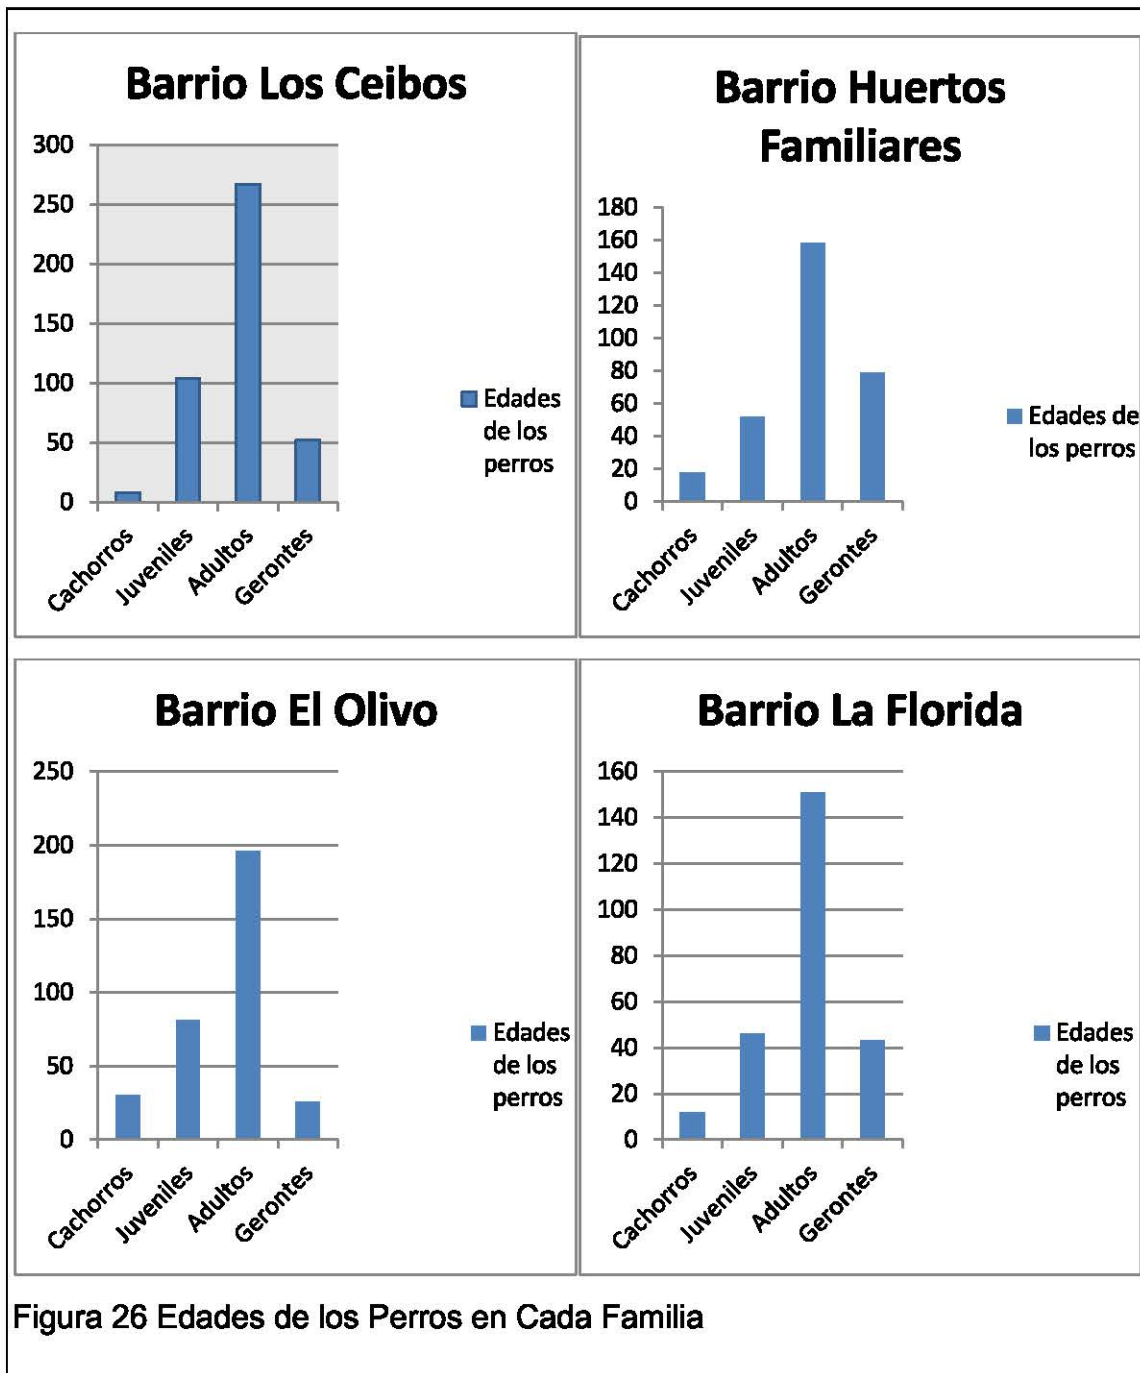 Barrio Los Ceibos
300
250
200
150
100
50
0
Cachorros
Juveniles
Adultos
Gerontes
Edades
de los
perros
Barrio Huertos
Familiares
180
160
140
120
100
80
60
40
20
0
Cachorros
Juveniles
Adultos
Gerontes
Edades de
los perros
Barrio El Olivo
250
200
150
100
50
0
Cachorros
Juveniles
Adultos
Gerontes
Edades
de los
perros
Barrio La Florida
160
140
120
100
80
60
40
20
0
Cachorros
Juveniles
Adultos
Gerontes
Edades
de los
perros
Figura 26 Edades de los Perros en Cada Familia